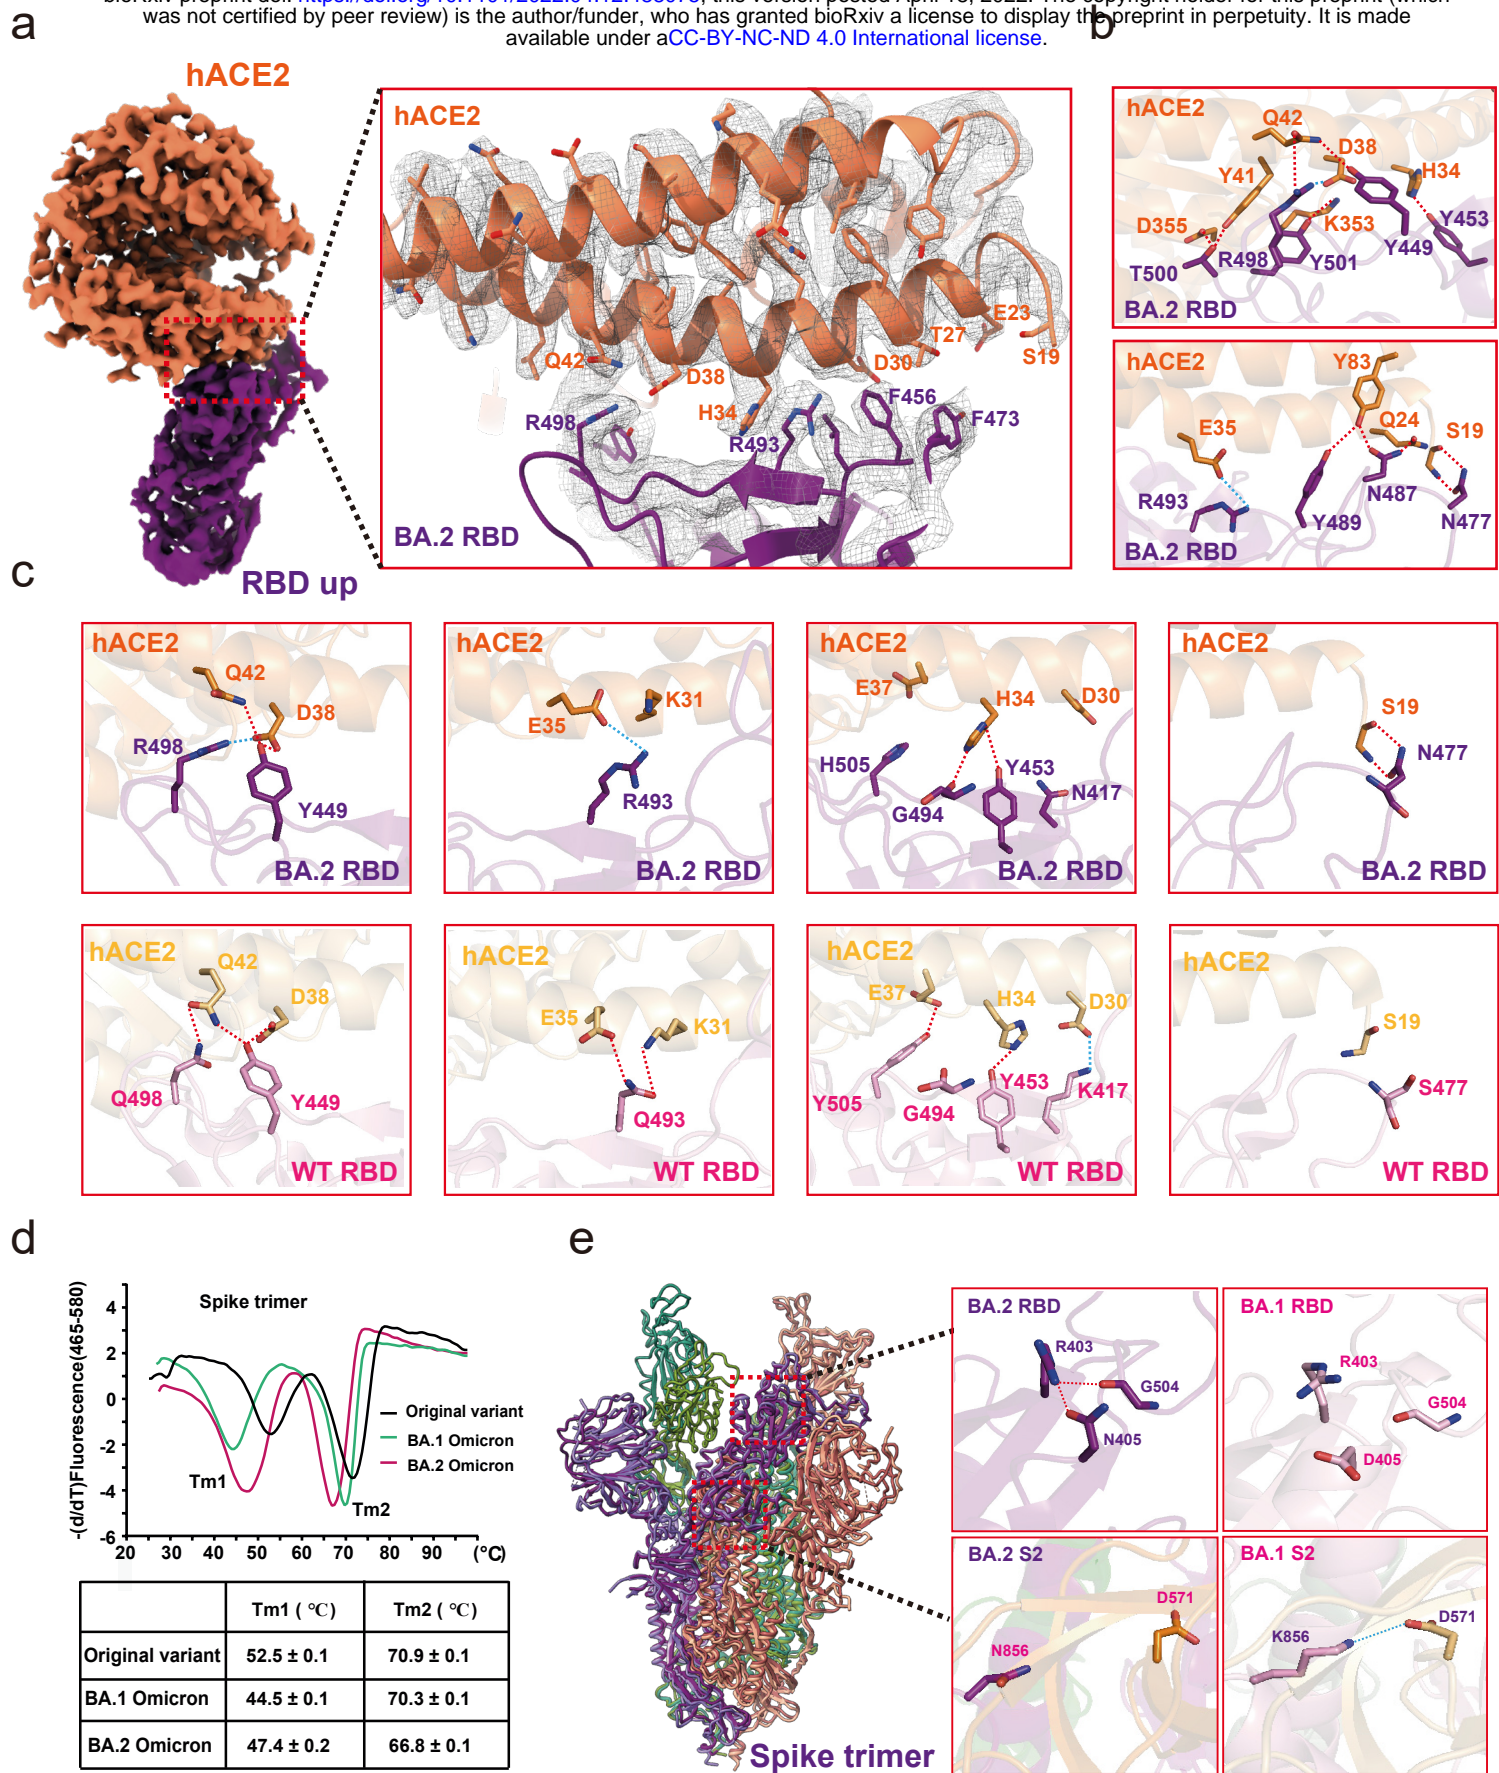 was not certified by peer review) is the author/funder, who has granted bioRxiv a license to display the preprint in perpetuity. It is made
available under aCC-BY-NC-ND 4.0 International license.
a
hACE2
RBD up
hACE2
Q42
D38
H34
D30
T27
E23
S19
R498
R493
F456
F473
BA.2 RBD
b
hACE2
Q42
D38
H34
Y41
D355
K353
Y453
T500
R498
Y501
Y449
BA.2 RBD
hACE2
Y83
E35
Q24
S19
R493
N487
Y489
N477
BA.2 RBD
c
hACE2
Q42
D38
R498
Y449
BA.2 RBD
hACE2
K31
E35
R493
BA.2 RBD
hACE2
E37
H34
D30
H505
Y453
N417
G494
BA.2 RBD
hACE2
S19
N477
BA.2 RBD
hACE2
Q42
D38
Q498
Y449
WT RBD
hACE2
E35
K31
Q493
WT RBD
hACE2
E37
H34
D30
Y505
Y453
K417
G494
WT RBD
hACE2
S19
S477
WT RBD
d
-(d/dT)Fluorescence(465-580)
Spike trimer
4
2
0
-2
-4
-6
20 30 40 50 60 70 80 90 (°C)
Original variant
BA.1 Omicron
BA.2 Omicron
Tm1
Tm2
Tm1 ( °C) Tm2 ( °C)
Original variant 52.5 ± 0.1 70.9 ± 0.1
BA.1 Omicron 44.5 ± 0.1 70.3 ± 0.1
BA.2 Omicron 47.4 ± 0.2 66.8 ± 0.1
e
Spike trimer
BA.2 RBD
R403
G504
N405
BA.1 RBD
R403
G504
D405
BA.2 S2
D571
N856
BA.1 S2
D571
K856